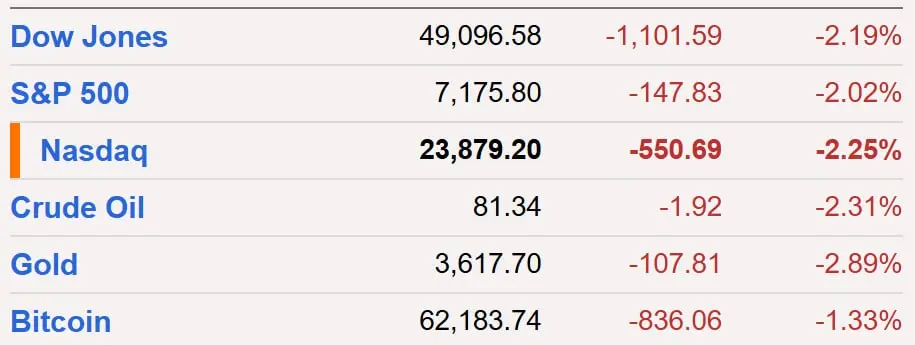 Dow Jones 49,096.58 -1,101.59 -2.19%
S&P 500 7,175.80 -147.83 -2.02%
Nasdaq 23,879.20 -550.69 -2.25%
Crude Oil 81.34 -1.92 -2.31%
Gold 3,617.70 -107.81 -2.89%
Bitcoin 62,183.74 -836.06 -1.33%